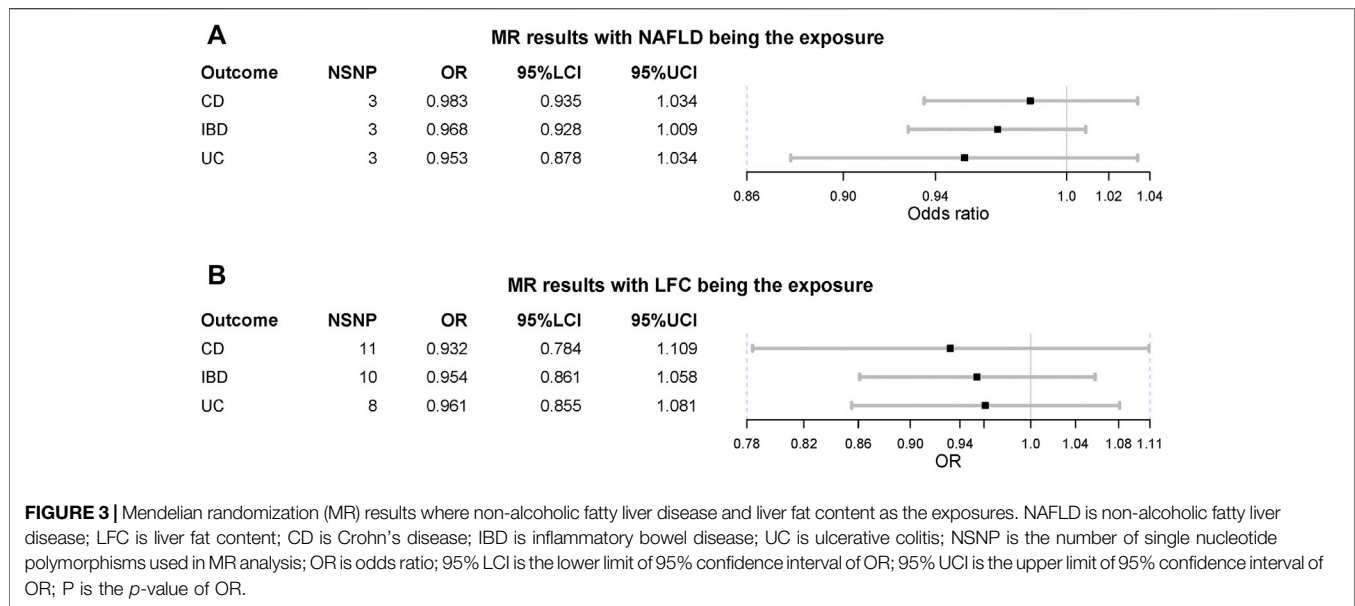 A
MR results with NAFLD being the exposure
Outcome NSNP OR 95%LCI 95%UCI
CD 3 0.983 0.935 1.034
IBD 3 0.968 0.928 1.009
UC 3 0.953 0.878 1.034
0.86 0.90 0.94 1.0 1.02 1.04
Odds ratio
B
MR results with LFC being the exposure
Outcome NSNP OR 95%LCI 95%UCI
CD 11 0.932 0.784 1.109
IBD 10 0.954 0.861 1.058
UC 8 0.961 0.855 1.081
0.78 0.82 0.86 0.90 0.94 1.0 1.04 1.08 1.11
OR
FIGURE 3 | Mendelian randomization (MR) results where non-alcoholic fatty liver disease and liver fat content as the exposures. NAFLD is non-alcoholic fatty liver
disease; LFC is liver fat content; CD is Crohn's disease; IBD is inflammatory bowel disease; UC is ulcerative colitis; NSNP is the number of single nucleotide
polymorphisms used in MR analysis; OR is odds ratio; 95% LCI is the lower limit of 95% confidence interval of OR; 95% UCI is the upper limit of 95% confidence interval of
OR; P is the p-value of OR.